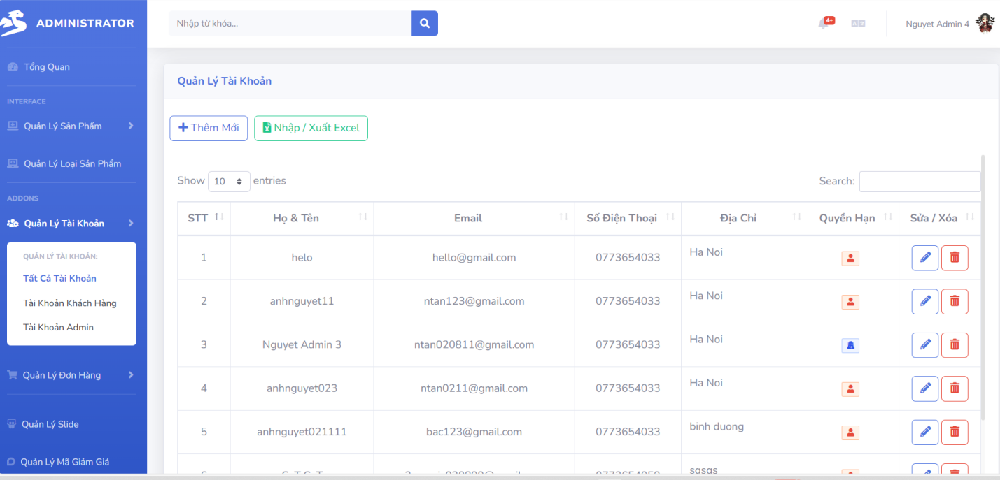 ADMINISTRATOR
Nhập từ khóa...
4+
Nguyet Admin 4
Tổng Quan
INTERFACE
Quản Lý Sản Phẩm
Quản Lý Loại Sản Phẩm
ADDONS
Quản Lý Tài Khoản
QUẢN LÝ TÀI KHOẢN:
Tất Cả Tài Khoản
Tài Khoản Khách Hàng
Tài Khoản Admin
Quản Lý Đơn Hàng
Quản Lý Slide
Quản Lý Mã Giảm Giá
Quản Lý Tài Khoản
Thêm Mới
Nhập / Xuất Excel
Show 10 entries
Search:
STT Họ & Tên Email Số Điện Thoại Địa Chỉ Quyền Hạn Sửa / Xóa
1 helo hello@gmail.com 0773654033 Ha Noi
2 anhnguyet11 ntan123@gmail.com 0773654033 Ha Noi
3 Nguyet Admin 3 ntan020811@gmail.com 0773654033 Ha Noi
4 anhnguyet023 ntan0211@gmail.com 0773654033 Ha Noi
5 anhnguyet021111 bac123@gmail.com 0773654033 binh duong
sasas